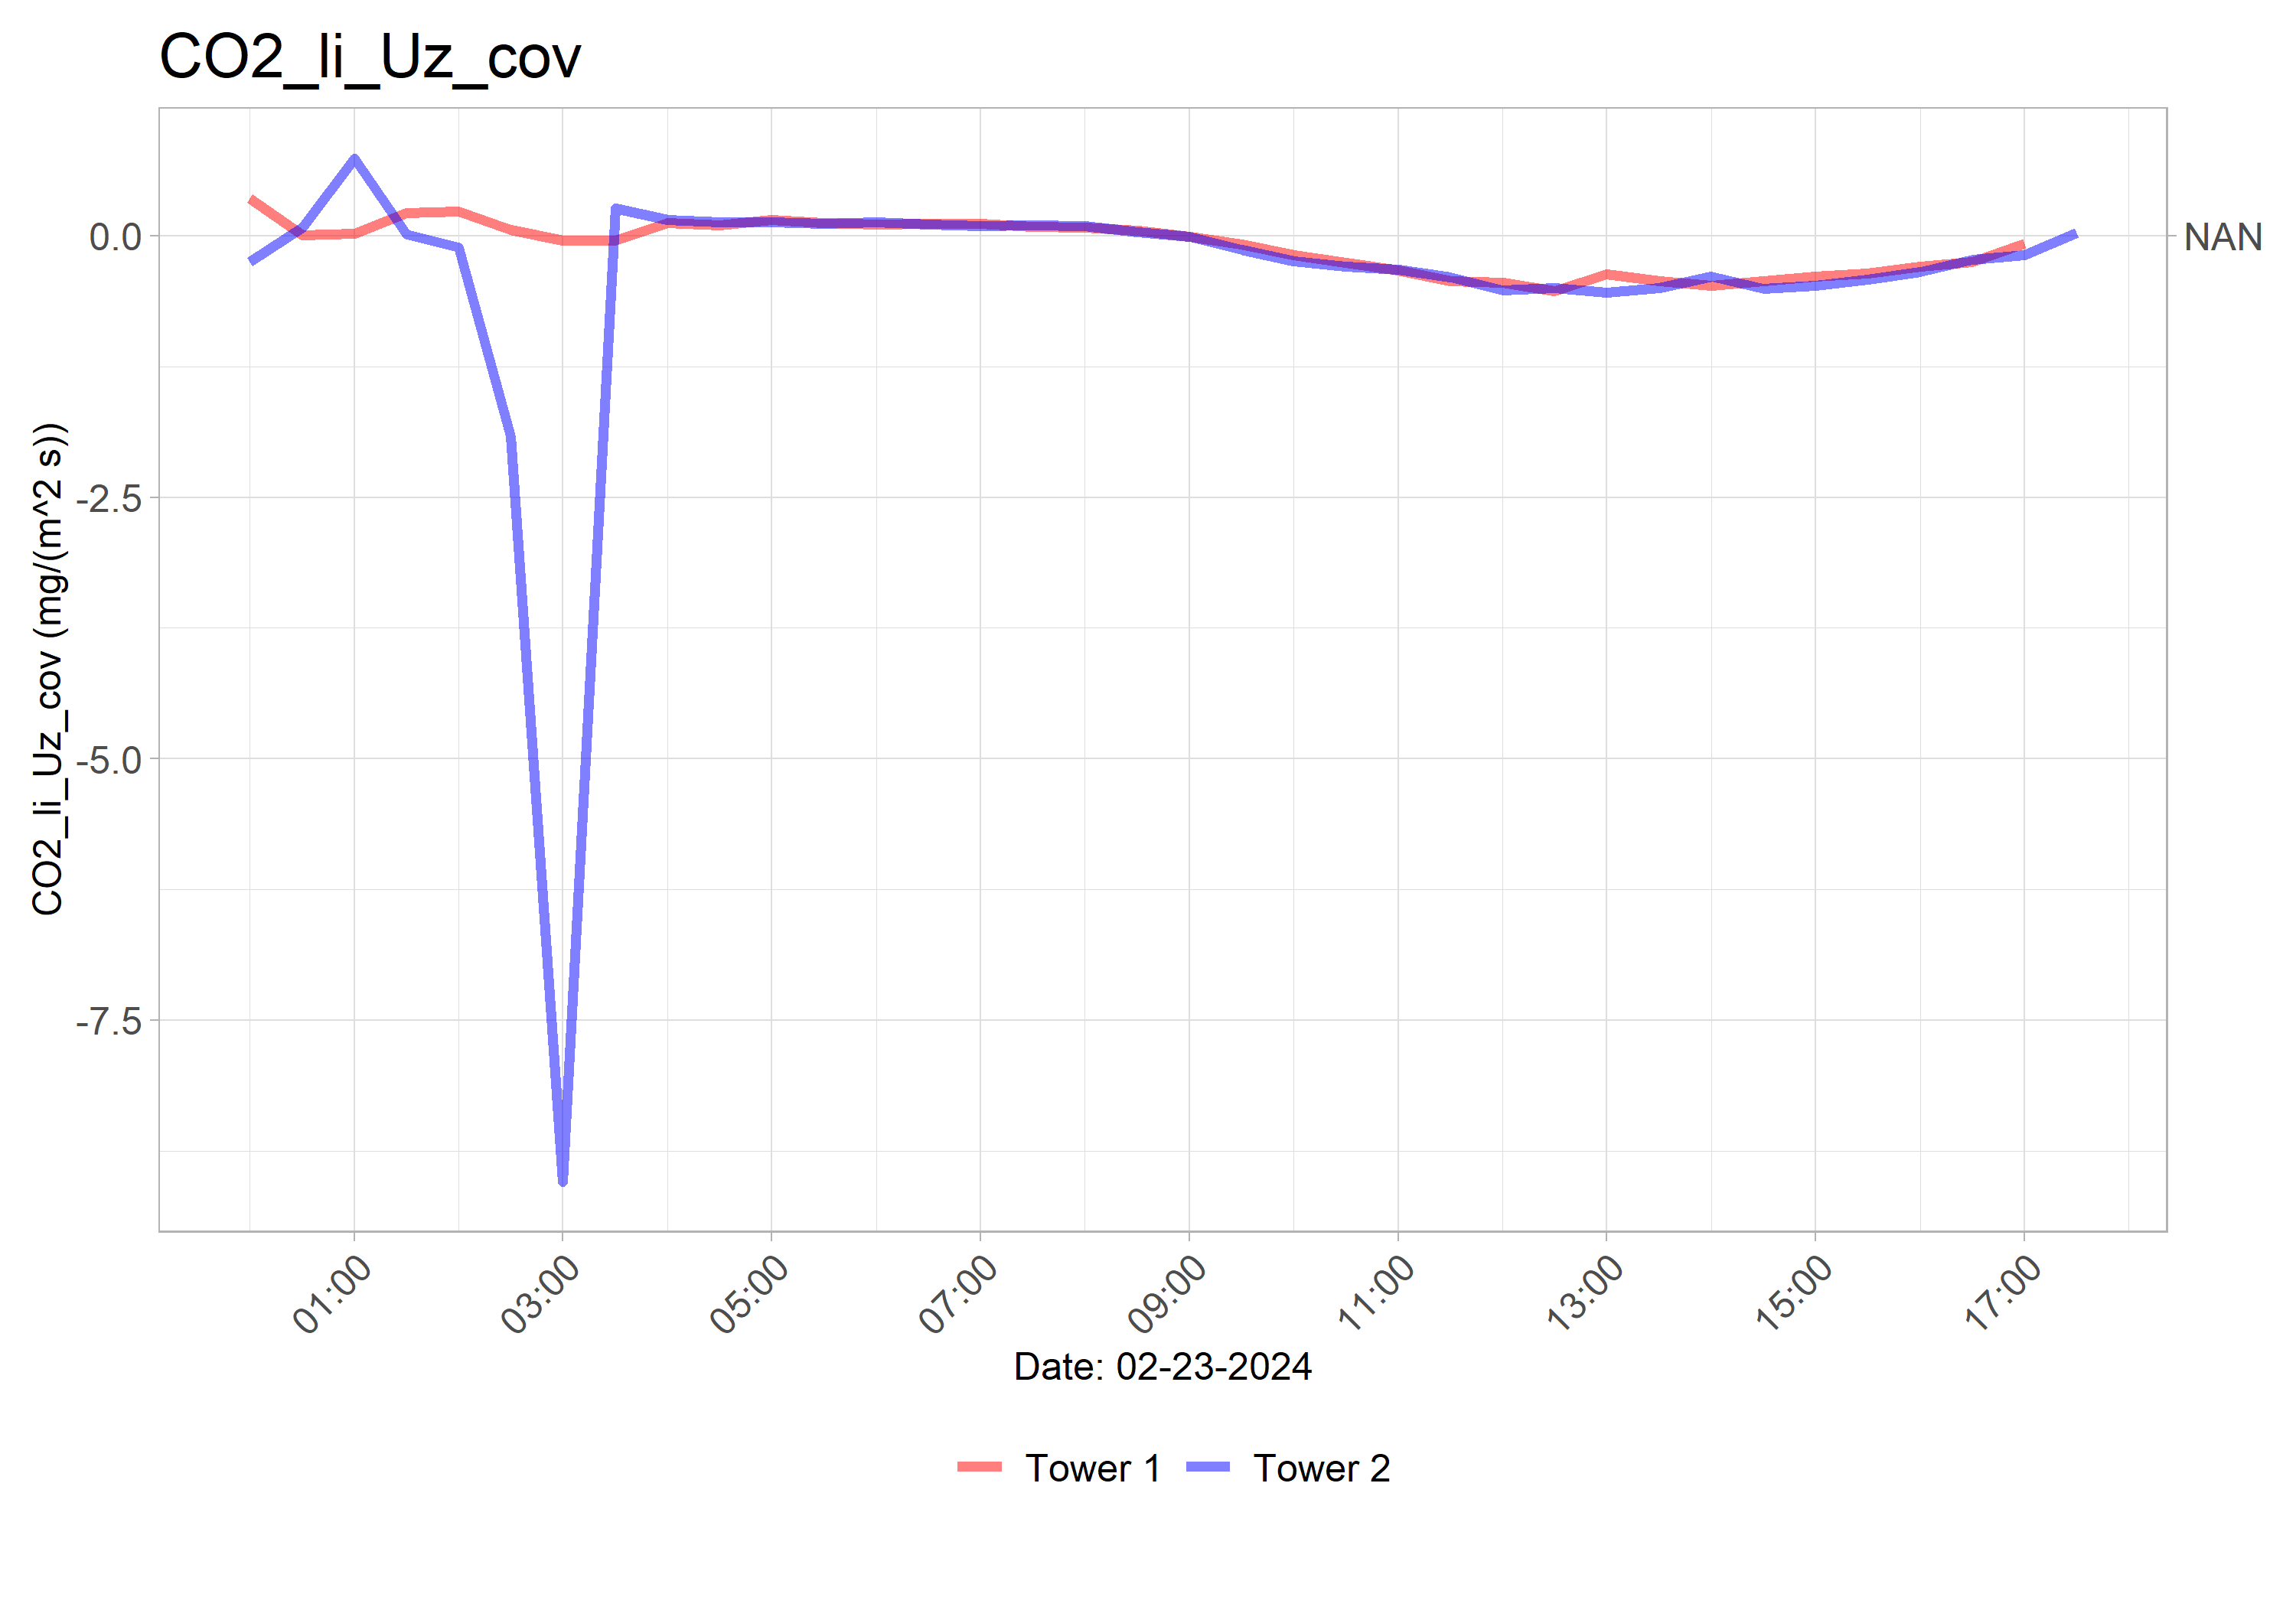 CO2_li_Uz_cov
CO2_li_Uz_cov (mg/(m^2 s))
0.0
-2.5
-5.0
-7.5
NAN
01:00
03:00
05:00
07:00
09:00
11:00
13:00
15:00
17:00
Date: 02-23-2024
Tower 1
Tower 2